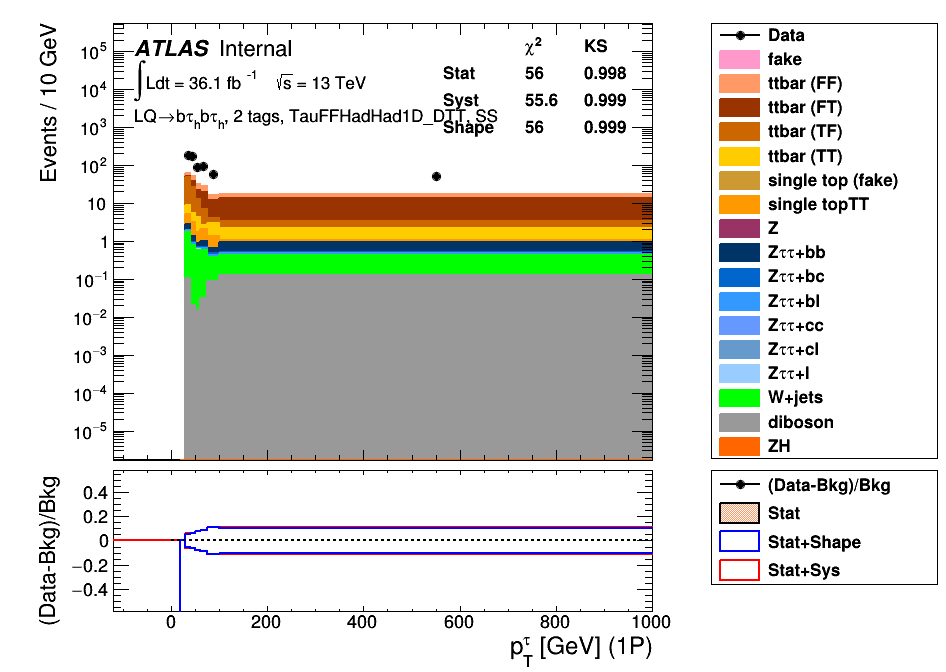 Events / 10 GeV
10⁵
10⁴
10³
10²
10
1
10⁻¹
10⁻²
10⁻³
10⁻⁴
10⁻⁵
ATLAS Internal
∫Ldt = 36.1 fb⁻¹ √s = 13 TeV
LQ→bτₕbτₕ, 2 tags, TauFFHadHad1D_DTT, SS
χ² KS
Stat 56 0.998
Syst 55.6 0.999
Shape 56 0.999
Data
fake
ttbar (FF)
ttbar (FT)
ttbar (TF)
ttbar (TT)
single top (fake)
single topTT
Z
Zττ+bb
Zττ+bc
Zττ+bl
Zττ+cc
Zττ+cl
Zττ+l
W+jets
diboson
ZH
(Data-Bkg)/Bkg
0.4
0.2
0
−0.2
−0.4
0 200 400 600 800 1000
p_T^τ [GeV] (1P)
(Data-Bkg)/Bkg
Stat
Stat+Shape
Stat+Sys